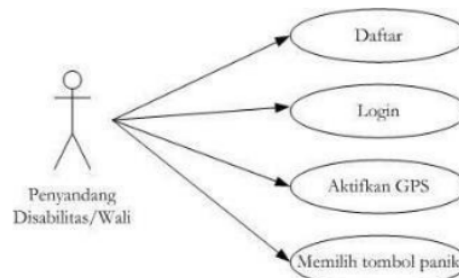 Daftar
Login
Penyandang
Disabilitas/Wali
Aktifkan GPS
Memilih tombol panik